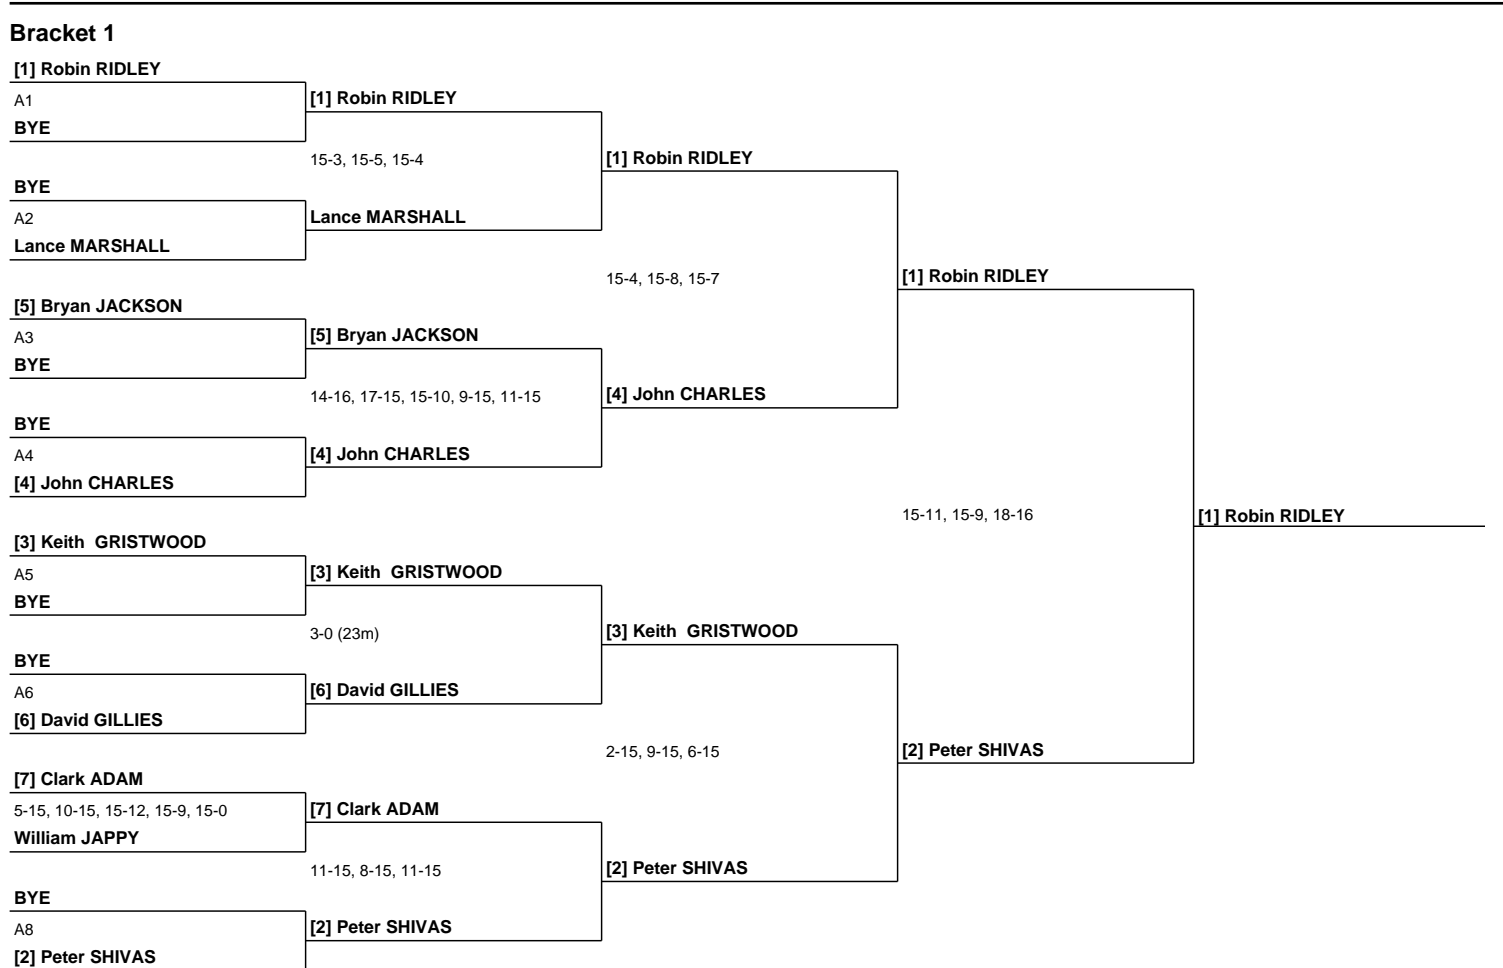 Bracket 1
[1] Robin RIDLEY
A1
[1] Robin RIDLEY
BYE
15-3, 15-5, 15-4
[1] Robin RIDLEY
BYE
A2
Lance MARSHALL
Lance MARSHALL
15-4, 15-8, 15-7
[1] Robin RIDLEY
[5] Bryan JACKSON
A3
[5] Bryan JACKSON
BYE
14-16, 17-15, 15-10, 9-15, 11-15
[4] John CHARLES
BYE
A4
[4] John CHARLES
[4] John CHARLES
15-11, 15-9, 18-16
[1] Robin RIDLEY
[3] Keith  GRISTWOOD
A5
[3] Keith  GRISTWOOD
BYE
3-0 (23m)
[3] Keith  GRISTWOOD
BYE
A6
[6] David GILLIES
[6] David GILLIES
2-15, 9-15, 6-15
[2] Peter SHIVAS
[7] Clark ADAM
5-15, 10-15, 15-12, 15-9, 15-0
[7] Clark ADAM
William JAPPY
11-15, 8-15, 11-15
[2] Peter SHIVAS
BYE
A8
[2] Peter SHIVAS
[2] Peter SHIVAS